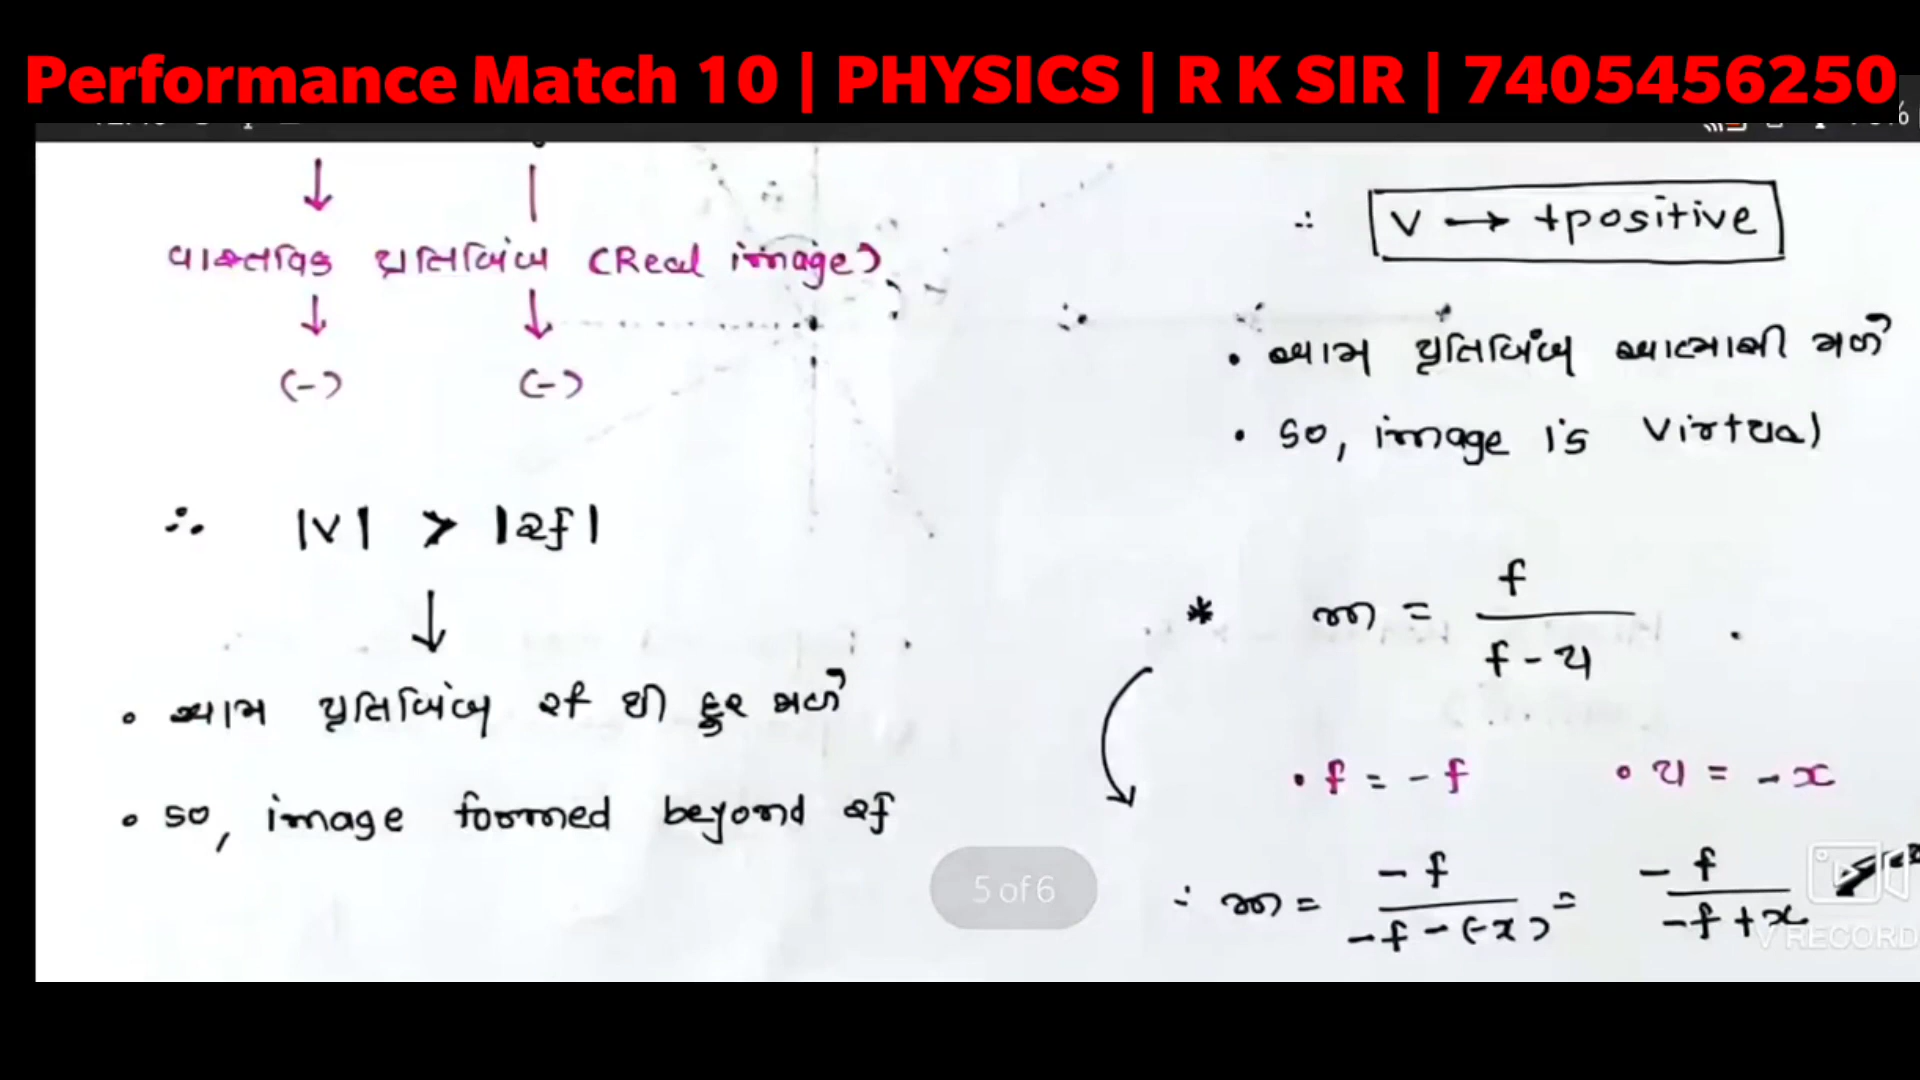 Performance Match 10 | PHYSICS | R K SIR | 7405456250
વાસ્તવિક પ્રતિબિંબ (Real image)
(-) (-)
∴ |v| > |2f|
• આમ પ્રતિબિંબ 2f થી દુર મળે
• so, image formed beyond 2f
∴ v → +positive
• આમ પ્રતિબિંબ આભાસી મળે
• so, image is virtual
* m = f / f - u
• f = - f • u = - x
∴ m = -f / -f - (-x) = -f / -f + x
5 of 6
V RECORD